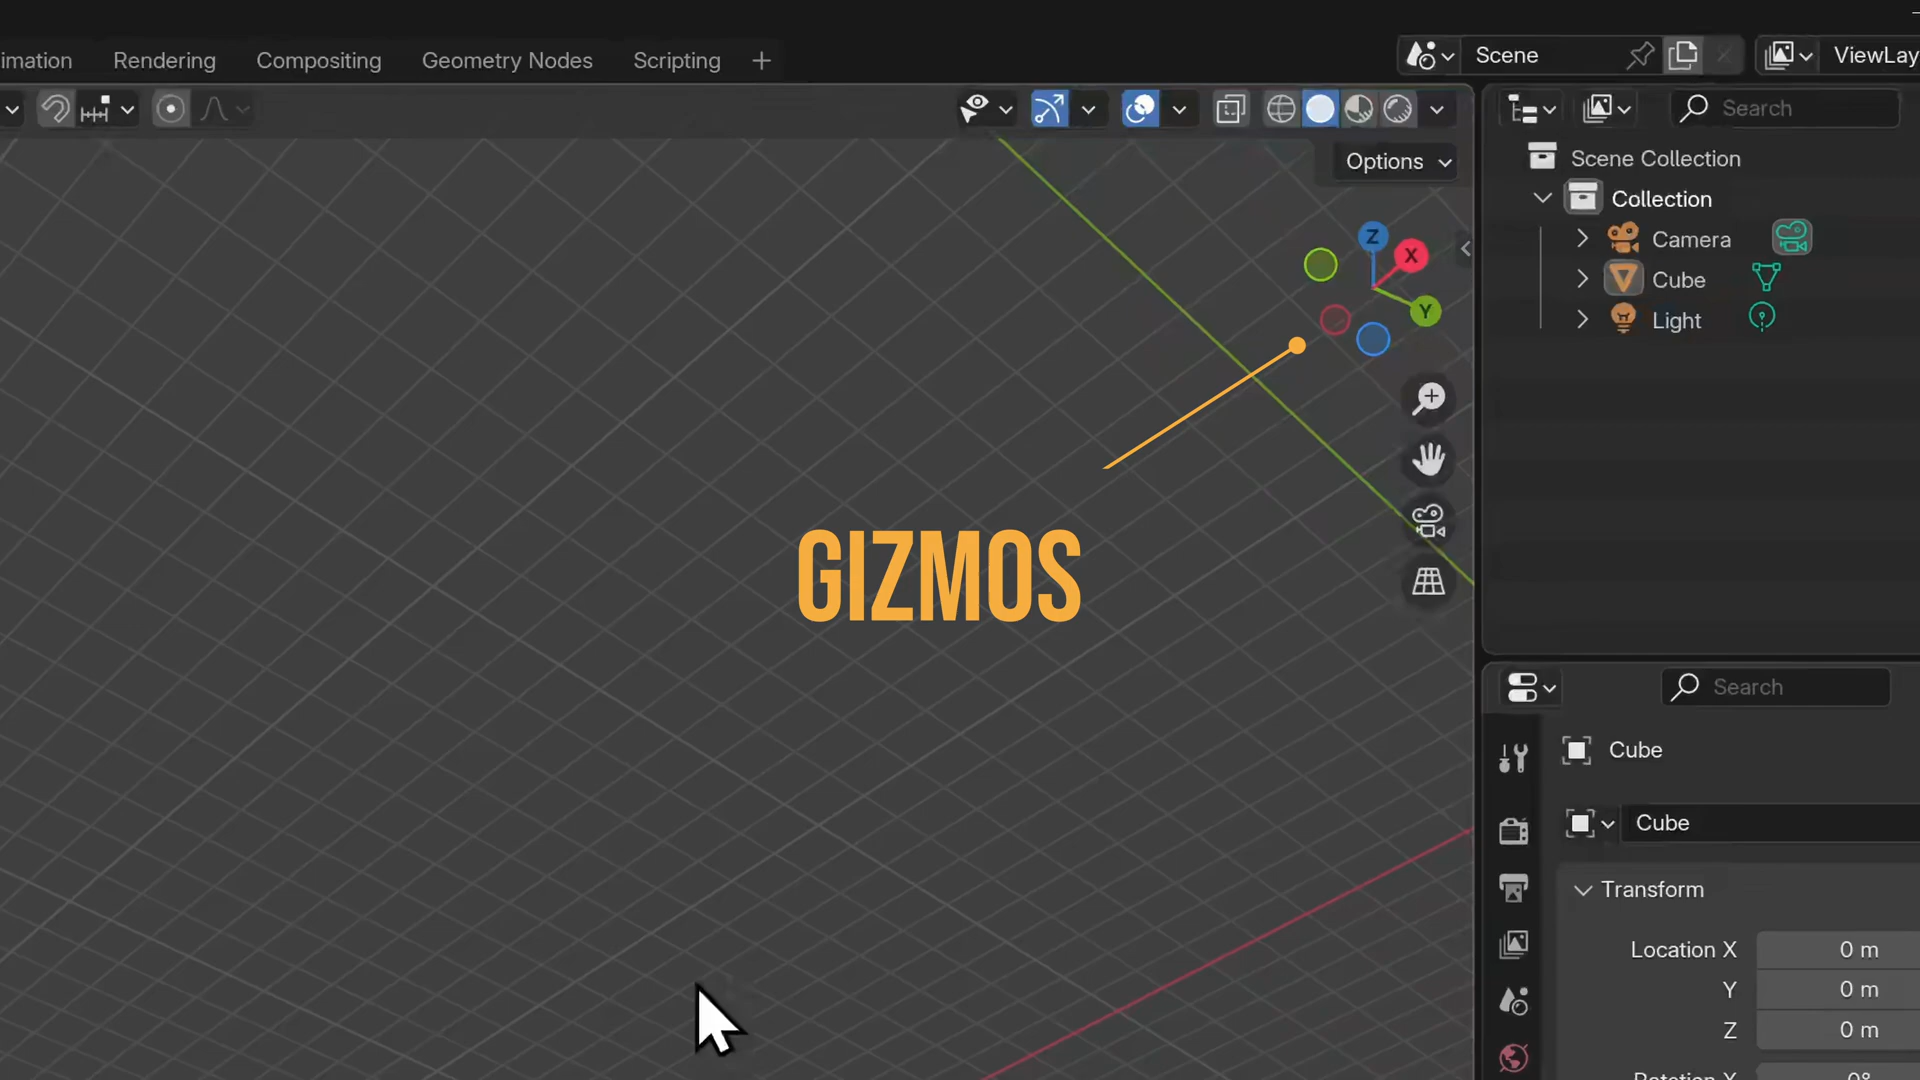 imation Rendering Compositing Geometry Nodes Scripting +
Scene
ViewLay
Search
Options
Scene Collection
Collection
Camera
Cube
Light
Z
X
Y
GIZMOS
Search
Cube
Cube
Transform
Location X 0 m
Y 0 m
Z 0 m